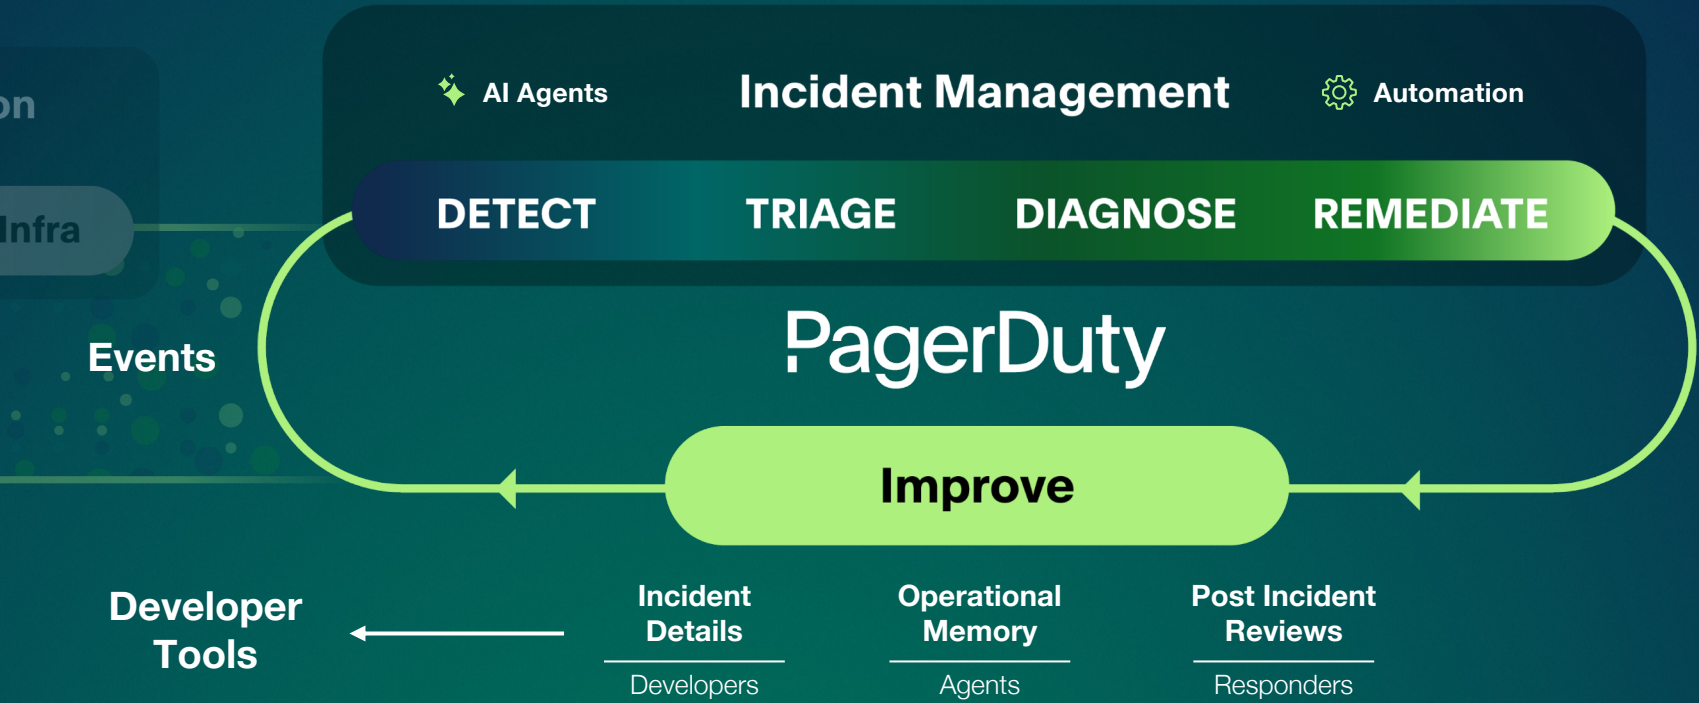 on
AI Agents
Incident Management
Automation
Infra
DETECT
TRIAGE
DIAGNOSE
REMEDIATE
Events
PagerDuty
Improve
Developer
Tools
Incident
Details
Developers
Operational
Memory
Agents
Post Incident
Reviews
Responders